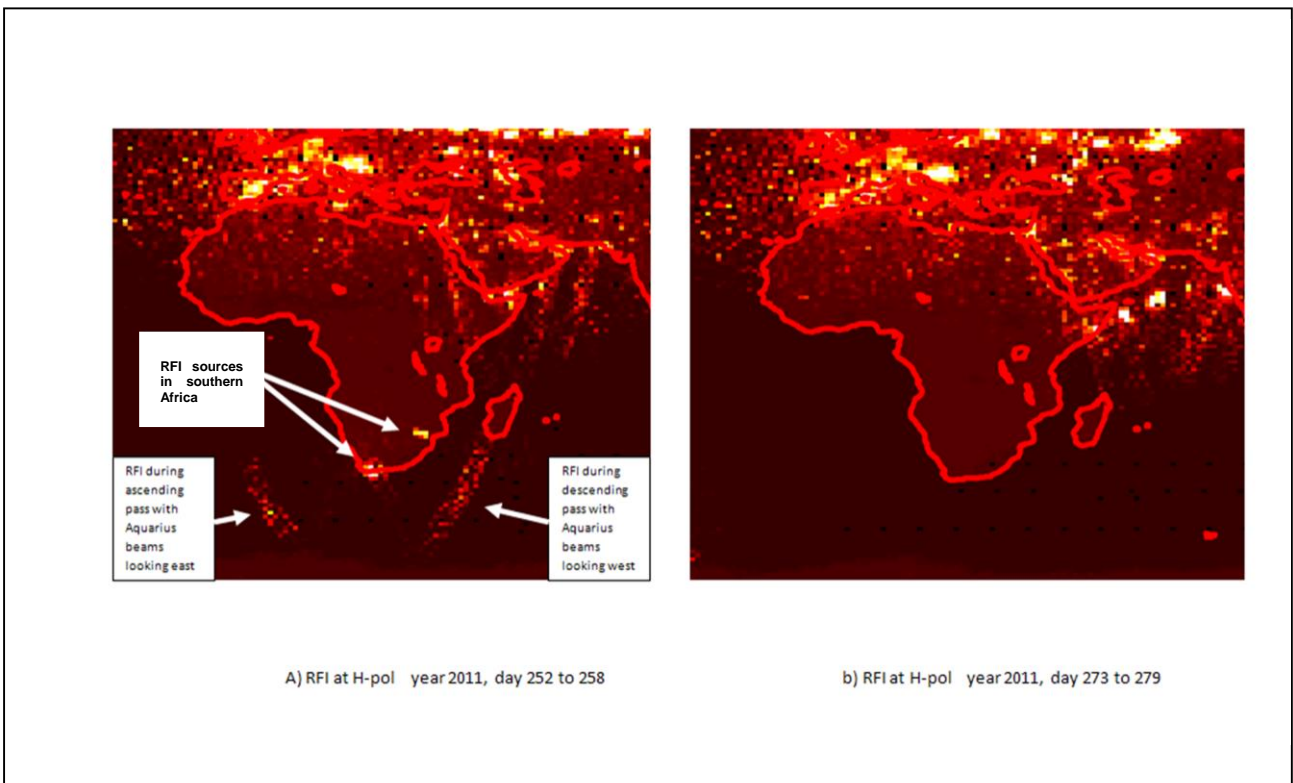 RFI sources
in southern
Africa
RFI during
ascending
pass with
Aquarius
beams
looking east
RFI during
descending
pass with
Aquarius
beams
looking west
A) RFI at H-pol year 2011, day 252 to 258
b) RFI at H-pol year 2011, day 273 to 279